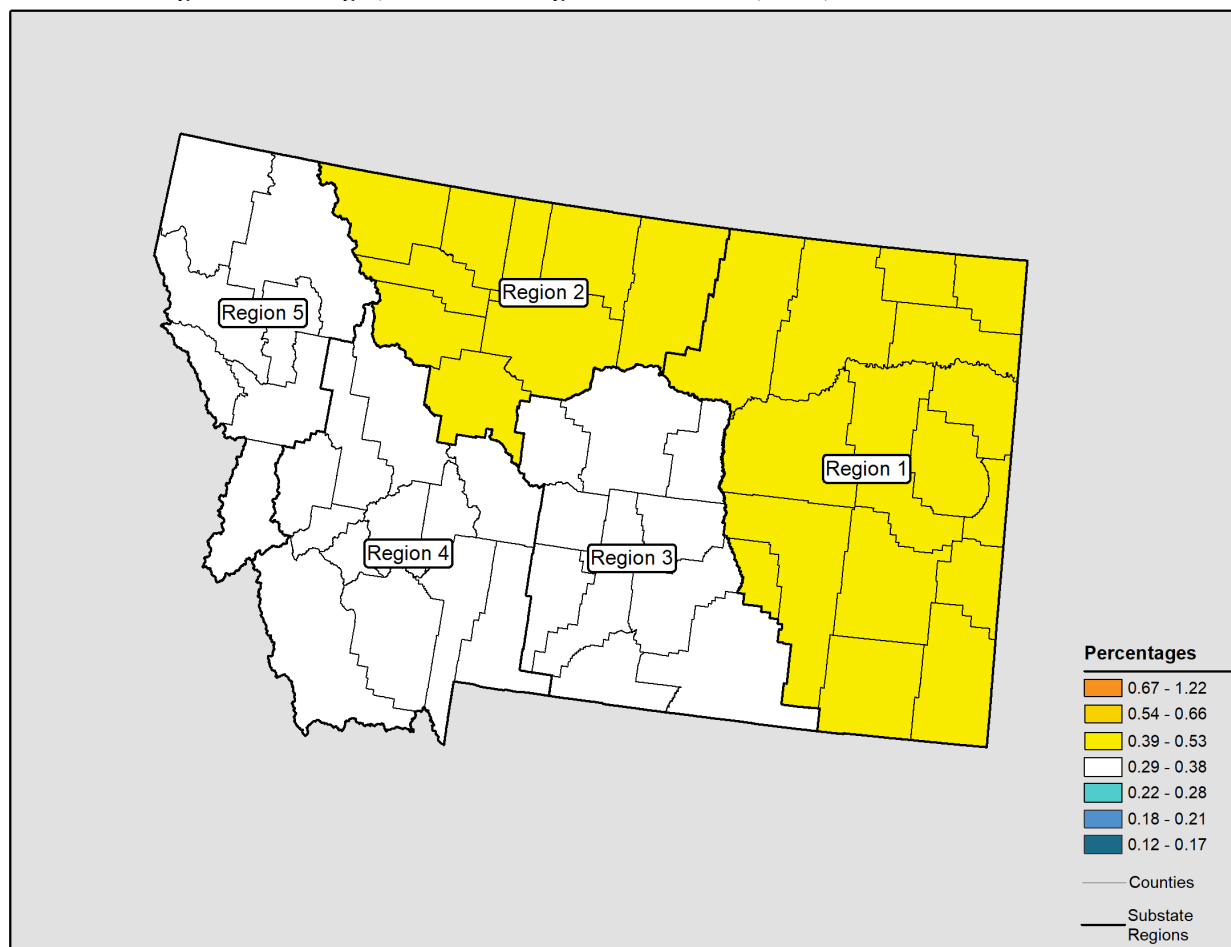 Region 2
Region 5
Region 1
Region 4
Region 3
Percentages
0.67 - 1.22
0.54 - 0.66
0.39 - 0.53
0.29 - 0.38
0.22 - 0.28
0.18 - 0.21
0.12 - 0.17
Counties
Substate
Regions